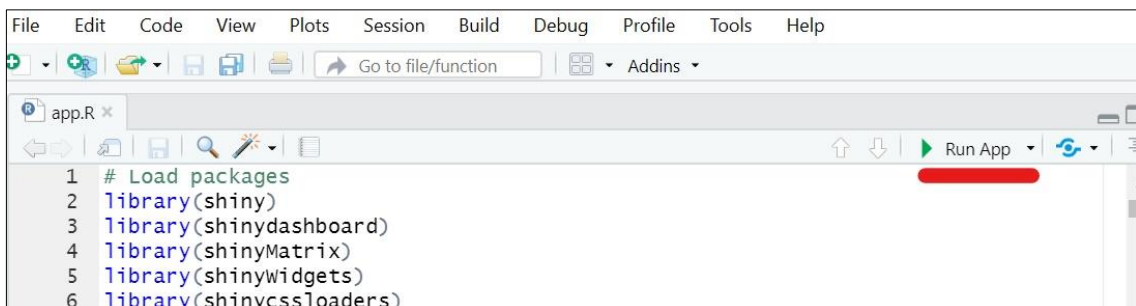 File Edit Code View Plots Session Build Debug Profile Tools Help
Go to file/function Addins
app.R
Run App
1 # Load packages
2 library(shiny)
3 library(shinydashboard)
4 library(shinyMatrix)
5 library(shinyWidgets)
6 library(shinycssloaders)